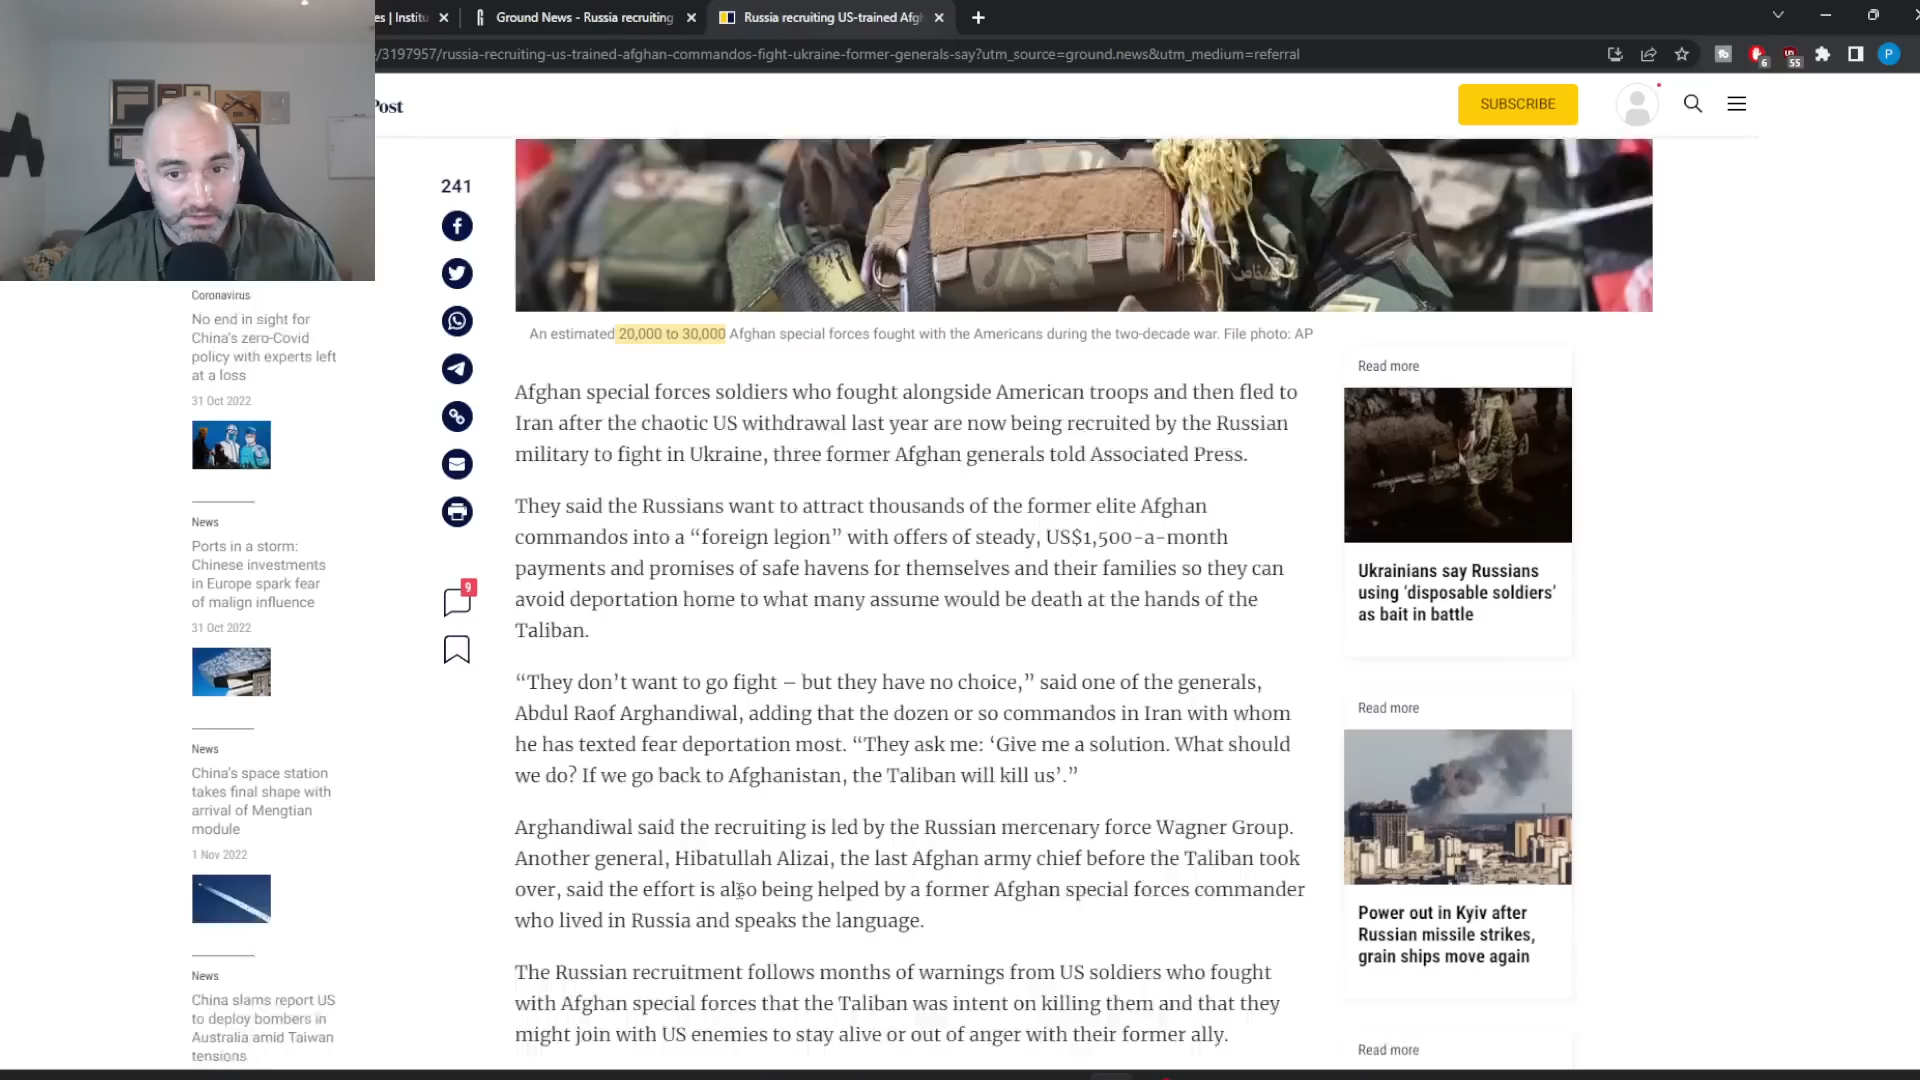 es | Institu
Ground News - Russia recruiting
Russia recruiting US-trained Afgh
/3197957/russia-recruiting-us-trained-afghan-commandos-fight-ukraine-former-generals-say?utm_source=ground.news&utm_medium=referral
6
55
P
Post
SUBSCRIBE
241
9
Coronavirus
No end in sight for
China's zero-Covid
policy with experts left
at a loss
31 Oct 2022
News
Ports in a storm:
Chinese investments
in Europe spark fear
of malign influence
31 Oct 2022
News
China's space station
takes final shape with
arrival of Mengtian
module
1 Nov 2022
News
China slams report US
to deploy bombers in
Australia amid Taiwan
tensions
An estimated 20,000 to 30,000 Afghan special forces fought with the Americans during the two-decade war. File photo: AP
Afghan special forces soldiers who fought alongside American troops and then fled to
Iran after the chaotic US withdrawal last year are now being recruited by the Russian
military to fight in Ukraine, three former Afghan generals told Associated Press.
They said the Russians want to attract thousands of the former elite Afghan
commandos into a “foreign legion” with offers of steady, US$1,500-a-month
payments and promises of safe havens for themselves and their families so they can
avoid deportation home to what many assume would be death at the hands of the
Taliban.
“They don’t want to go fight – but they have no choice,” said one of the generals,
Abdul Raof Arghandiwal, adding that the dozen or so commandos in Iran with whom
he has texted fear deportation most. “They ask me: ‘Give me a solution. What should
we do? If we go back to Afghanistan, the Taliban will kill us’.”
Arghandiwal said the recruiting is led by the Russian mercenary force Wagner Group.
Another general, Hibatullah Alizai, the last Afghan army chief before the Taliban took
over, said the effort is also being helped by a former Afghan special forces commander
who lived in Russia and speaks the language.
The Russian recruitment follows months of warnings from US soldiers who fought
with Afghan special forces that the Taliban was intent on killing them and that they
might join with US enemies to stay alive or out of anger with their former ally.
Read more
Ukrainians say Russians
using ‘disposable soldiers’
as bait in battle
Read more
Power out in Kyiv after
Russian missile strikes,
grain ships move again
Read more